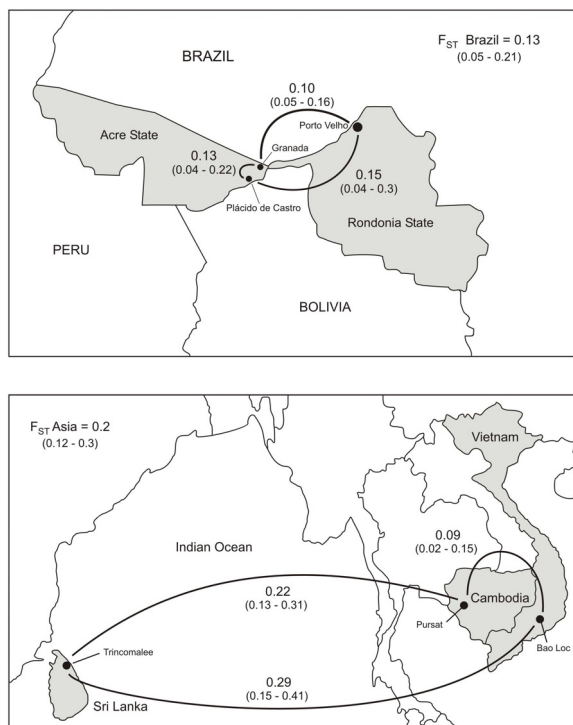 BRAZIL
F_ST Brazil = 0.13
(0.05 - 0.21)
0.10
(0.05 - 0.16)
Porto Velho
Acre State
Granada
0.13
(0.04 - 0.22)
0.15
(0.04 - 0.3)
Plácido de Castro
Rondonia State
PERU
BOLIVIA
F_ST Asia = 0.2
(0.12 - 0.3)
Vietnam
0.09
(0.02 - 0.15)
Indian Ocean
0.22
(0.13 - 0.31)
Cambodia
Pursat
Bao Loc
Trincomalee
0.29
(0.15 - 0.41)
Sri Lanka